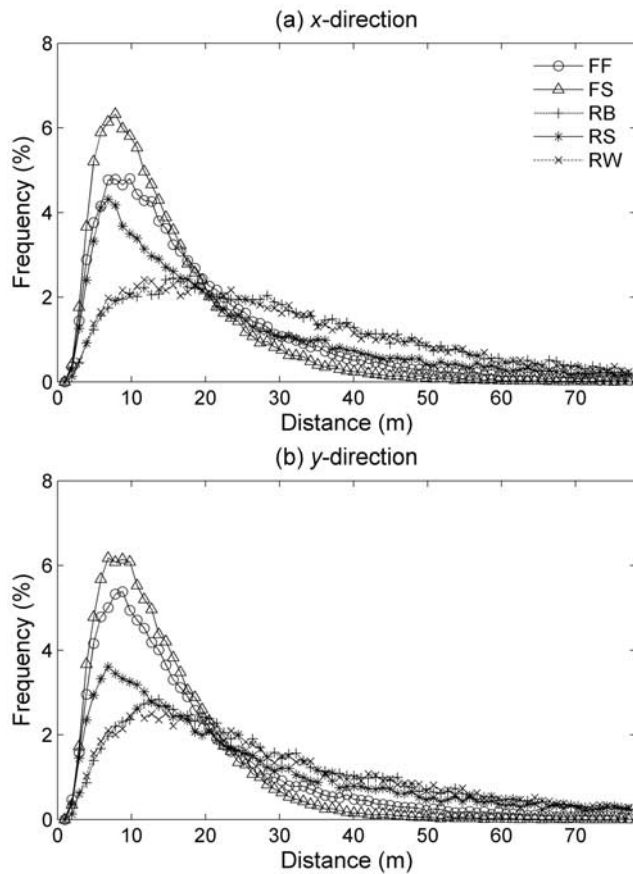 (a) x-direction
8
6
4
2
0
Frequency (%)
FF
FS
RB
RS
RW
0 10 20 30 40 50 60 70
Distance (m)
(b) y-direction
8
6
4
2
0
Frequency (%)
0 10 20 30 40 50 60 70
Distance (m)